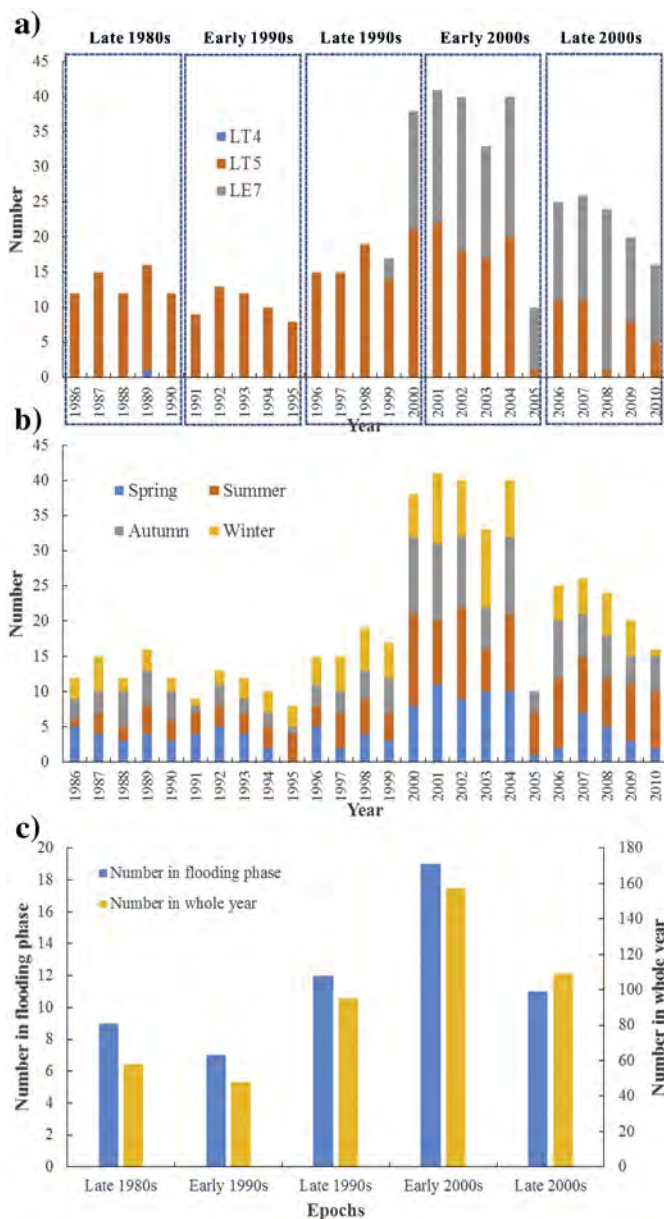 a)
Late 1980s Early 1990s Late 1990s Early 2000s Late 2000s
45
40
35
30
25
20
15
10
5
0
Number
LT4
LT5
LE7
1986 1987 1988 1989 1990 1991 1992 1993 1994 1995 1996 1997 1998 1999 2000 2001 2002 2003 2004 2005 2006 2007 2008 2009 2010
Year
b)
45
40
35
30
25
20
15
10
5
0
Number
Spring Summer
Autumn Winter
1986 1987 1988 1989 1990 1991 1992 1993 1994 1995 1996 1997 1998 1999 2000 2001 2002 2003 2004 2005 2006 2007 2008 2009 2010
Year
c)
20
18
16
14
12
10
8
6
4
2
0
Number in flooding phase
Number in flooding phase
Number in whole year
180
160
140
120
100
80
60
40
20
0
Number in whole year
Late 1980s Early 1990s Late 1990s Early 2000s Late 2000s
Epochs